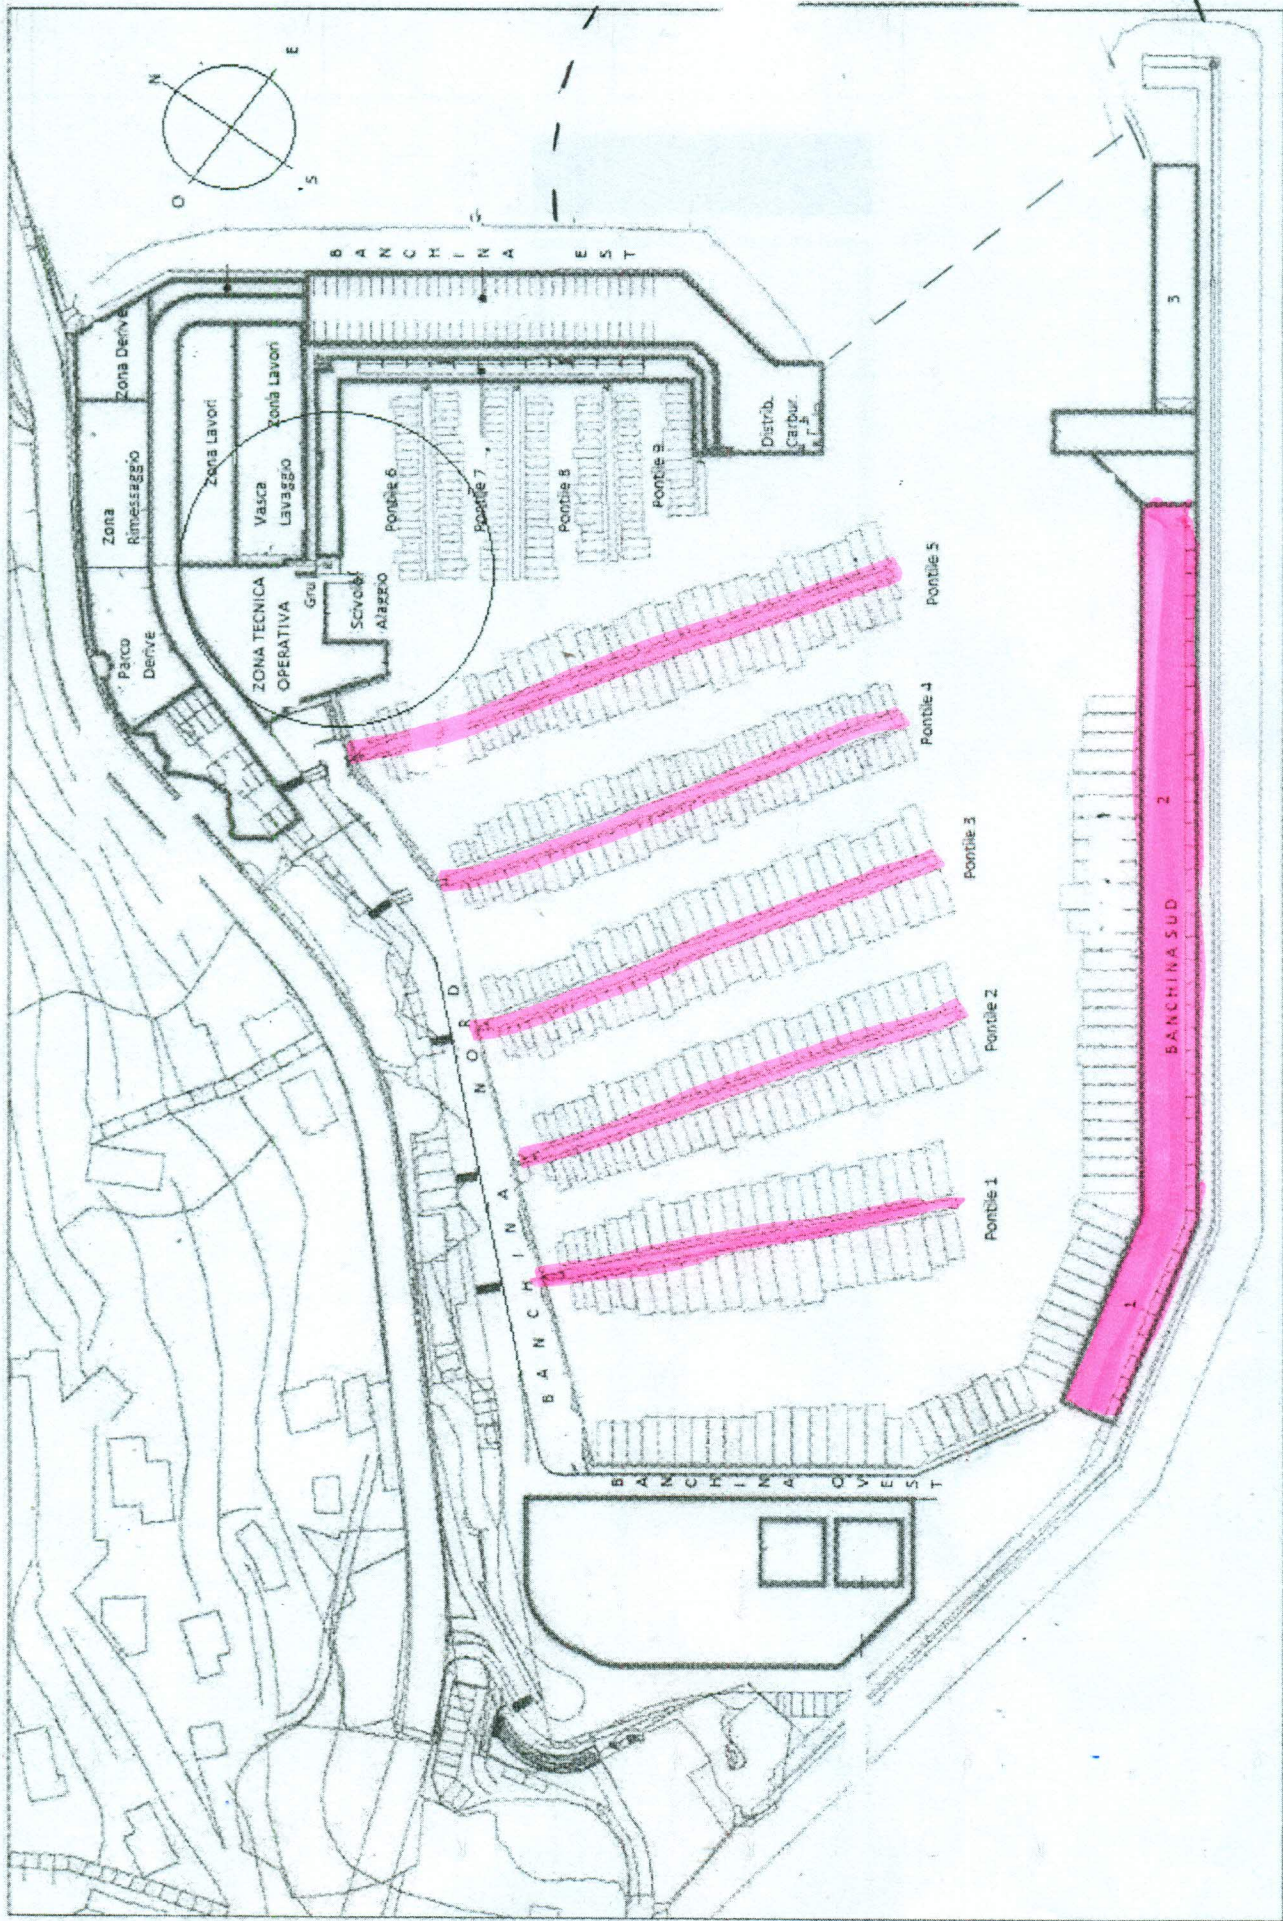 N
E
S
O
BANCHINA EST
Zona Derive
Zona
Rimessaggio
Zona Lavori
Zona Lavori
Vasca
Lavaggio
Parco
Derive
ZONA TECNICA
OPERATIVA
Gru
Scivolo
Alaggio
Pontile 6
Pontile 7
Pontile 8
Pontile 9
Distrib.
Carbur.
Pontile 5
Pontile 4
Pontile 3
Pontile 2
Pontile 1
BANCHINA NORD
BANCHINA OVEST
BANCHINA SUD
1
2
3